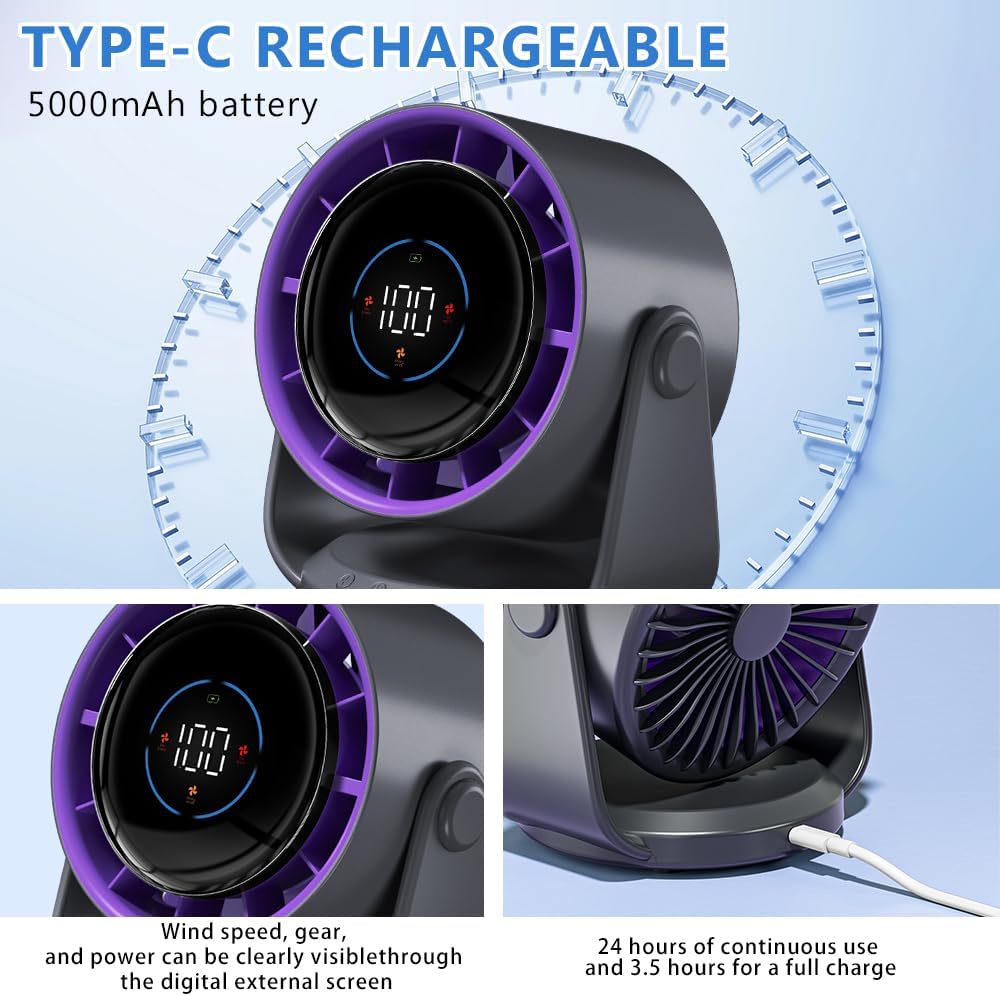 TYPE-C RECHARGEABLE
5000mAh battery
100
100
Wind speed, gear,
and power can be clearly visiblethrough
the digital external screen
24 hours of continuous use
and 3.5 hours for a full charge